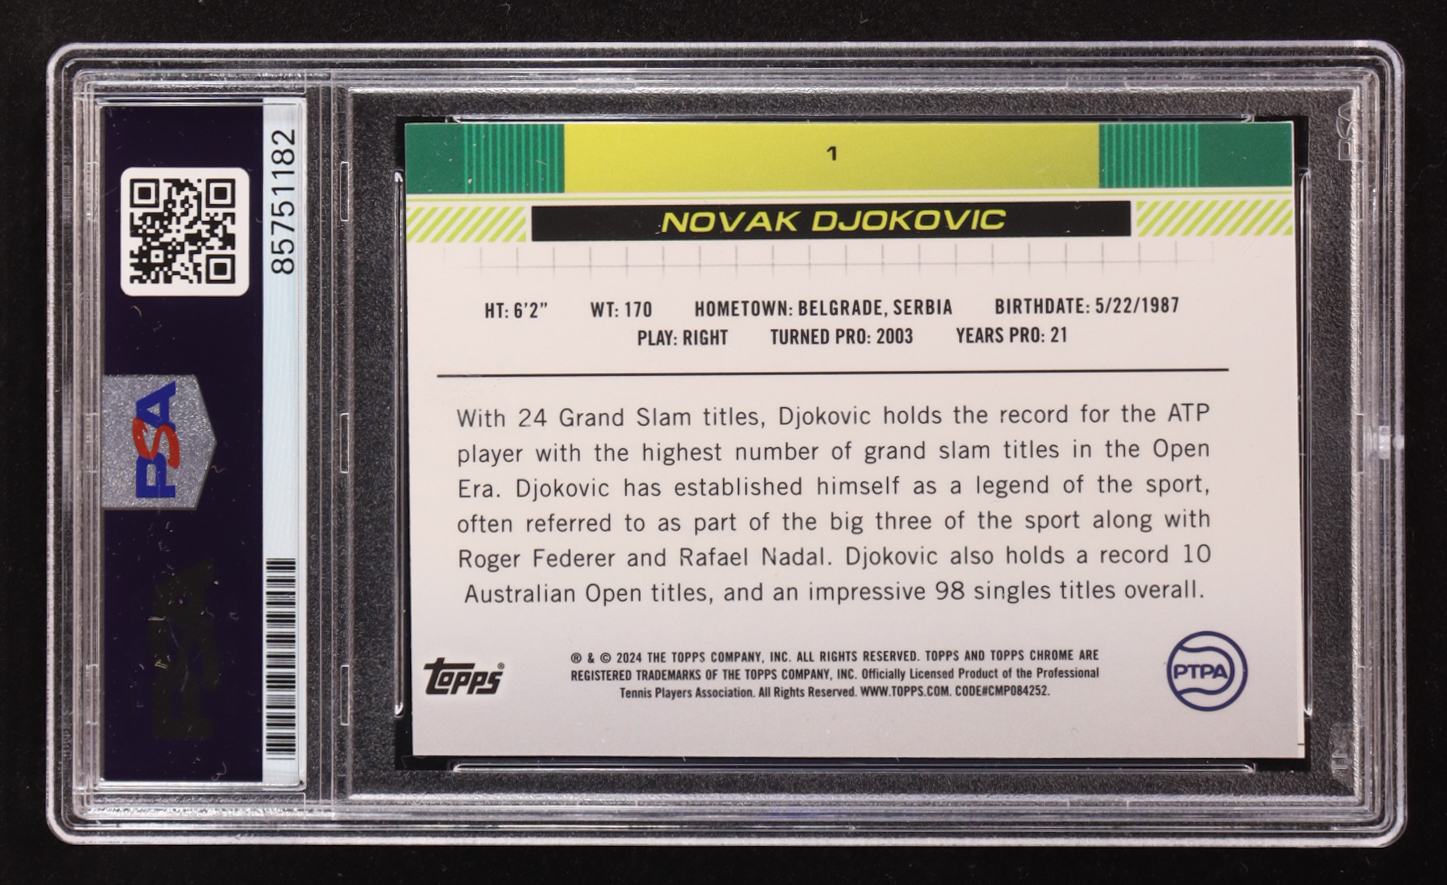 85751182
PSA
1
NOVAK DJOKOVIC
HT: 6'2" WT: 170 HOMETOWN: BELGRADE, SERBIA BIRTHDATE: 5/22/1987
PLAY: RIGHT TURNED PRO: 2003 YEARS PRO: 21
With 24 Grand Slam titles, Djokovic holds the record for the ATP
player with the highest number of grand slam titles in the Open
Era. Djokovic has established himself as a legend of the sport,
often referred to as part of the big three of the sport along with
Roger Federer and Rafael Nadal. Djokovic also holds a record 10
Australian Open titles, and an impressive 98 singles titles overall.
topps®
® & © 2024 THE TOPPS COMPANY, INC. ALL RIGHTS RESERVED. TOPPS AND TOPPS CHROME ARE
REGISTERED TRADEMARKS OF THE TOPPS COMPANY, INC. Officially Licensed Product of the Professional
Tennis Players Association. All Rights Reserved. WWW.TOPPS.COM. CODE#CMP084252.
PTPA
PSA